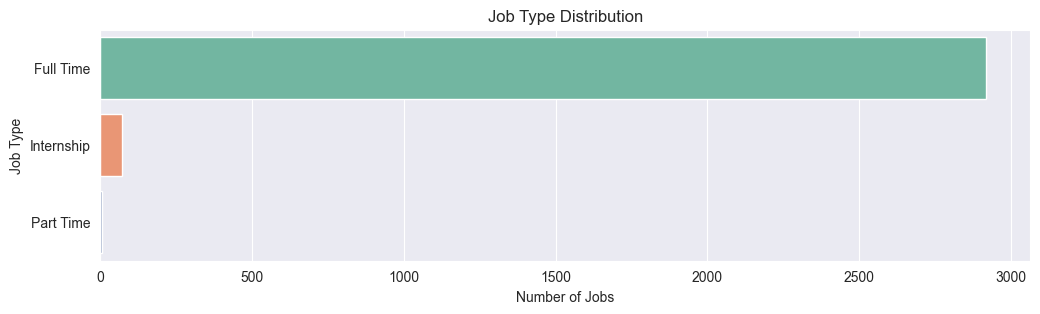 Job Type Distribution
Full Time
Internship
Part Time
Job Type
0 500 1000 1500 2000 2500 3000
Number of Jobs